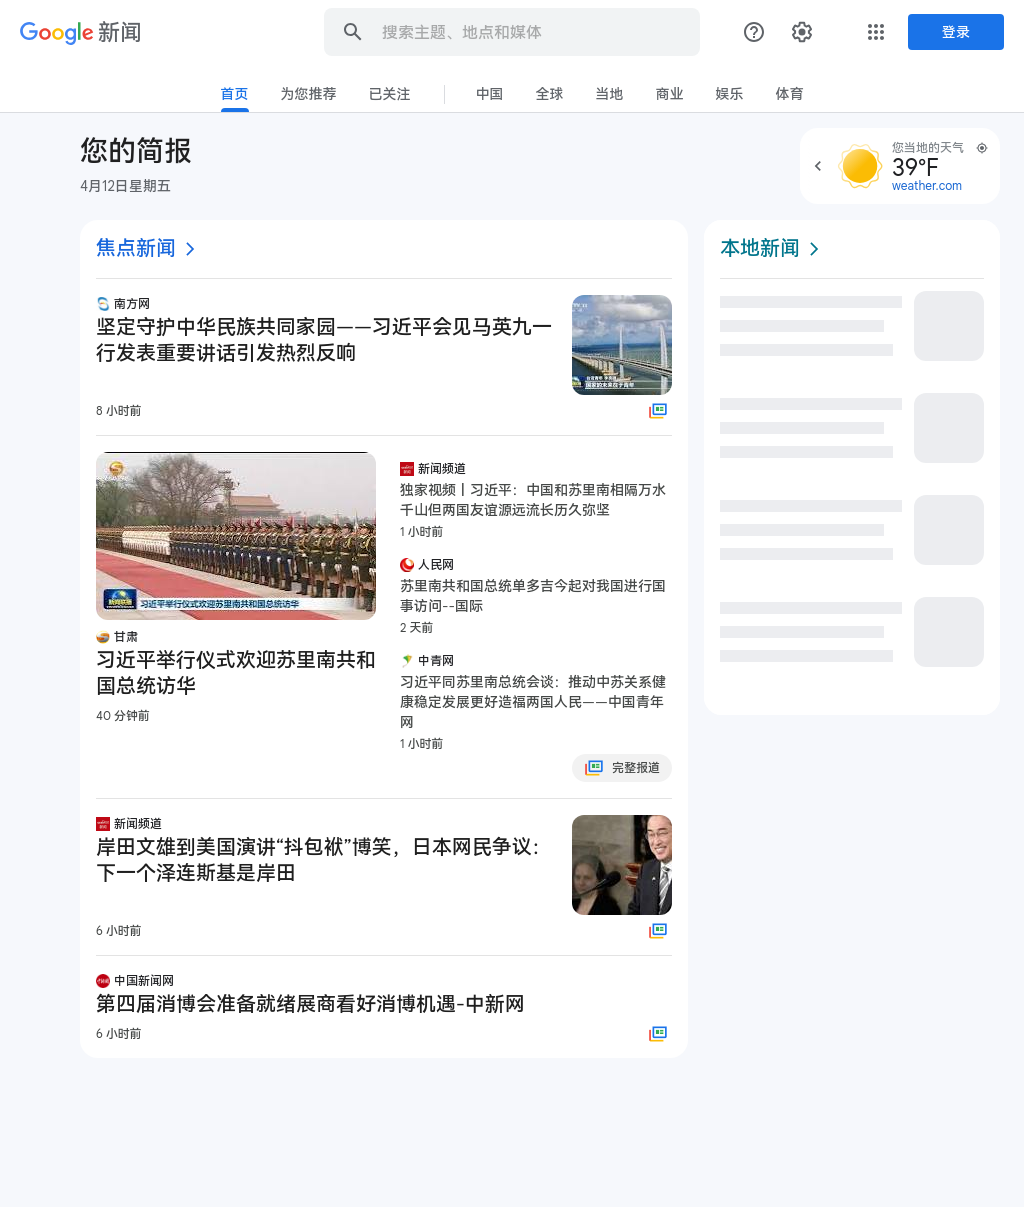 Google 新闻
搜索主题、地点和媒体
登录
首页
为您推荐
已关注
中国
全球
当地
商业
娱乐
体育
您的简报
4月12日星期五
您当地的天气
39°F
weather.com
焦点新闻
南方网
坚定守护中华民族共同家园——习近平会见马英九一
行发表重要讲话引发热烈反响
国家的未来在于青年
8 小时前
新闻联播
习近平举行仪式欢迎苏里南共和国总统访华
甘肃
习近平举行仪式欢迎苏里南共和
国总统访华
40 分钟前
新闻频道
独家视频丨习近平：中国和苏里南相隔万水
千山但两国友谊源远流长历久弥坚
1 小时前
人民网
苏里南共和国总统单多吉今起对我国进行国
事访问--国际
2 天前
中青网
习近平同苏里南总统会谈：推动中苏关系健
康稳定发展更好造福两国人民——中国青年
网
1 小时前
完整报道
新闻频道
岸田文雄到美国演讲“抖包袱”博笑，日本网民争议：
下一个泽连斯基是岸田
6 小时前
中国新闻网
第四届消博会准备就绪展商看好消博机遇-中新网
6 小时前
本地新闻